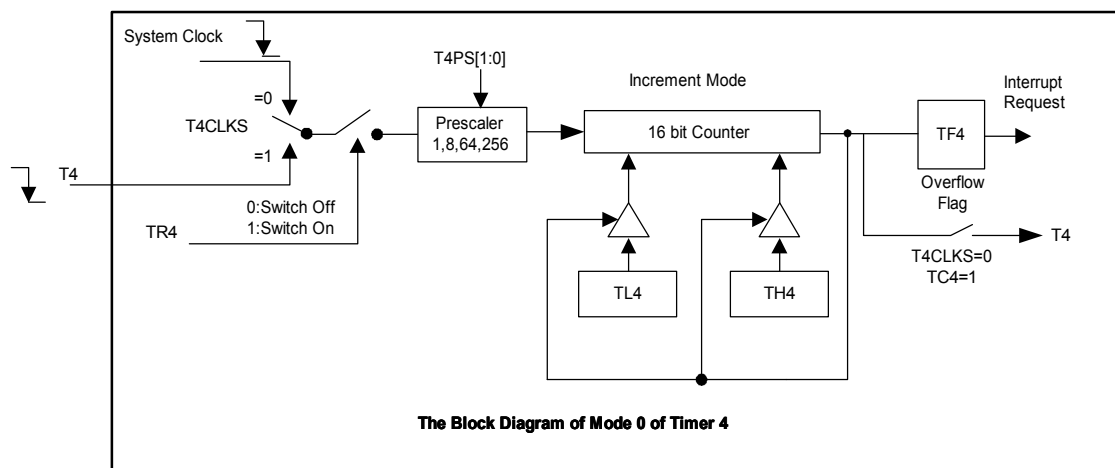 System Clock
T4PS[1:0]
Increment Mode
Interrupt
Request
=0
T4CLKS
=1
Prescaler
1,8,64,256
16 bit Counter
TF4
Overflow
Flag
T4
0:Switch Off
1:Switch On
TR4
T4
T4CLKS=0
TC4=1
TL4
TH4
The Block Diagram of Mode 0 of Timer 4